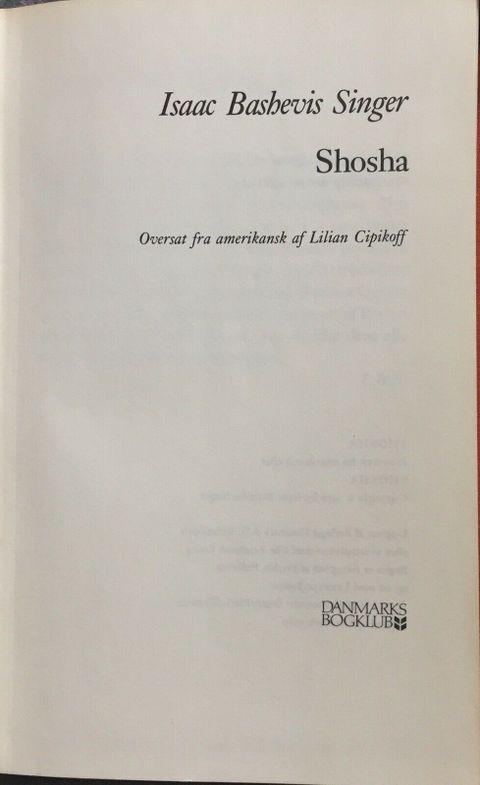 Isaac Bashevis Singer
Shosha
Oversat fra amerikansk af Lilian Cipikoff
DANMARKS
BOGKLUB